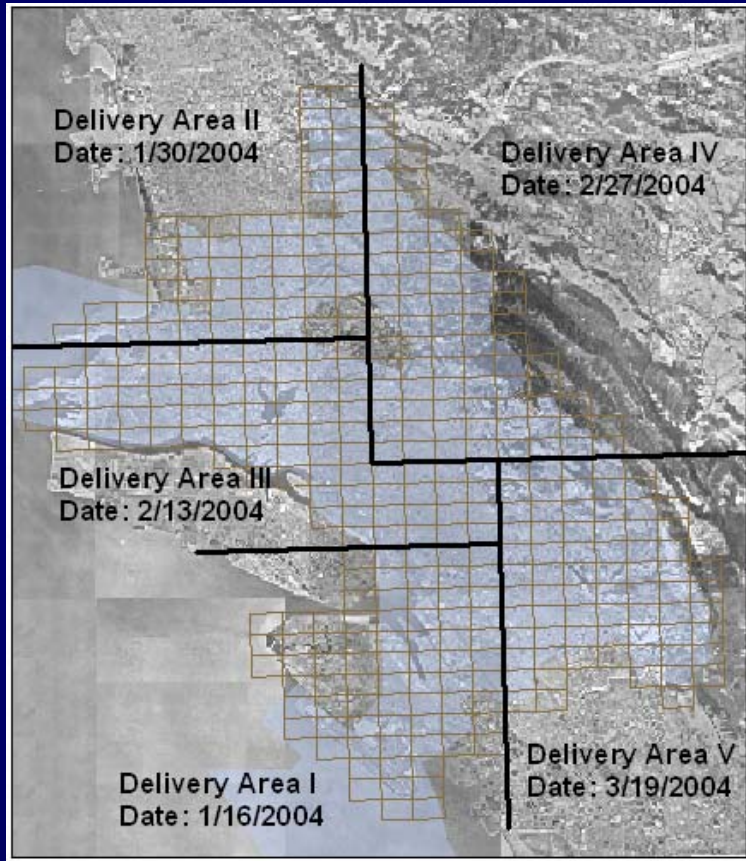 Delivery Area II
Date: 1/30/2004
Delivery Area IV
Date: 2/27/2004
Delivery Area III
Date: 2/13/2004
Delivery Area I
Date: 1/16/2004
Delivery Area V
Date: 3/19/2004